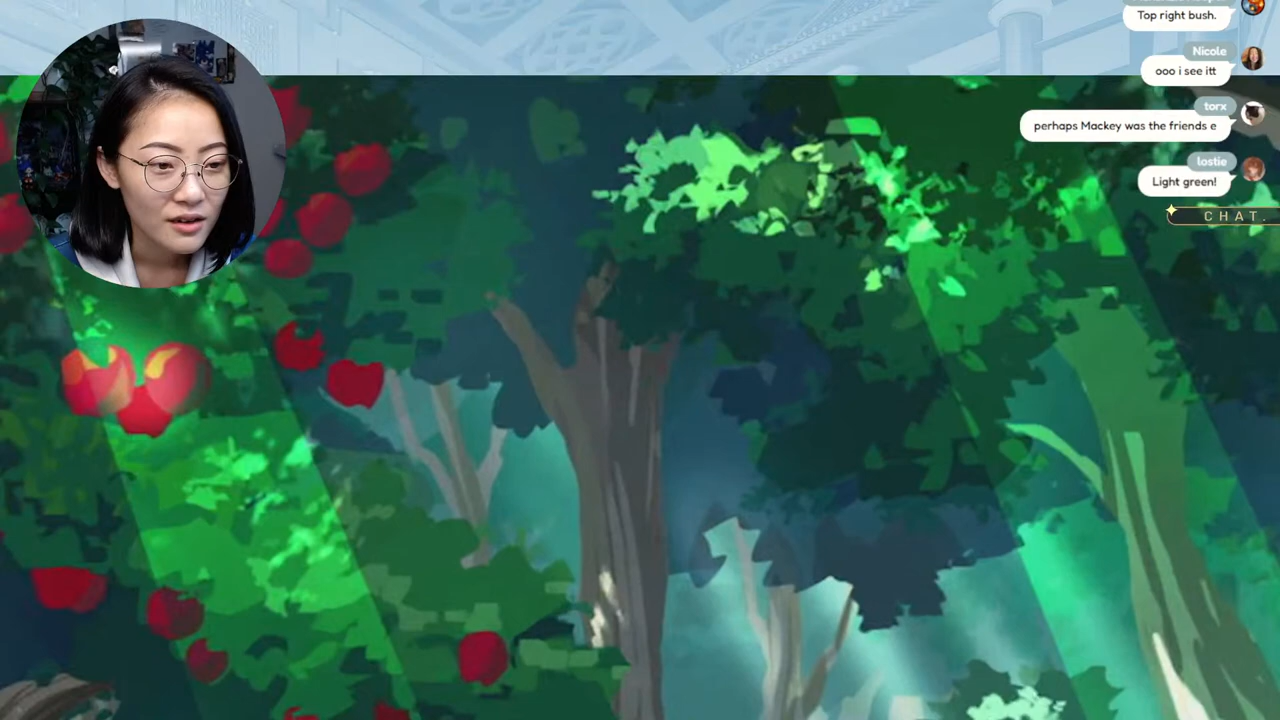 Top right bush.
Nicole
ooo i see itt
torx
perhaps Mackey was the friends e
lostie
Light green!
CHAT.